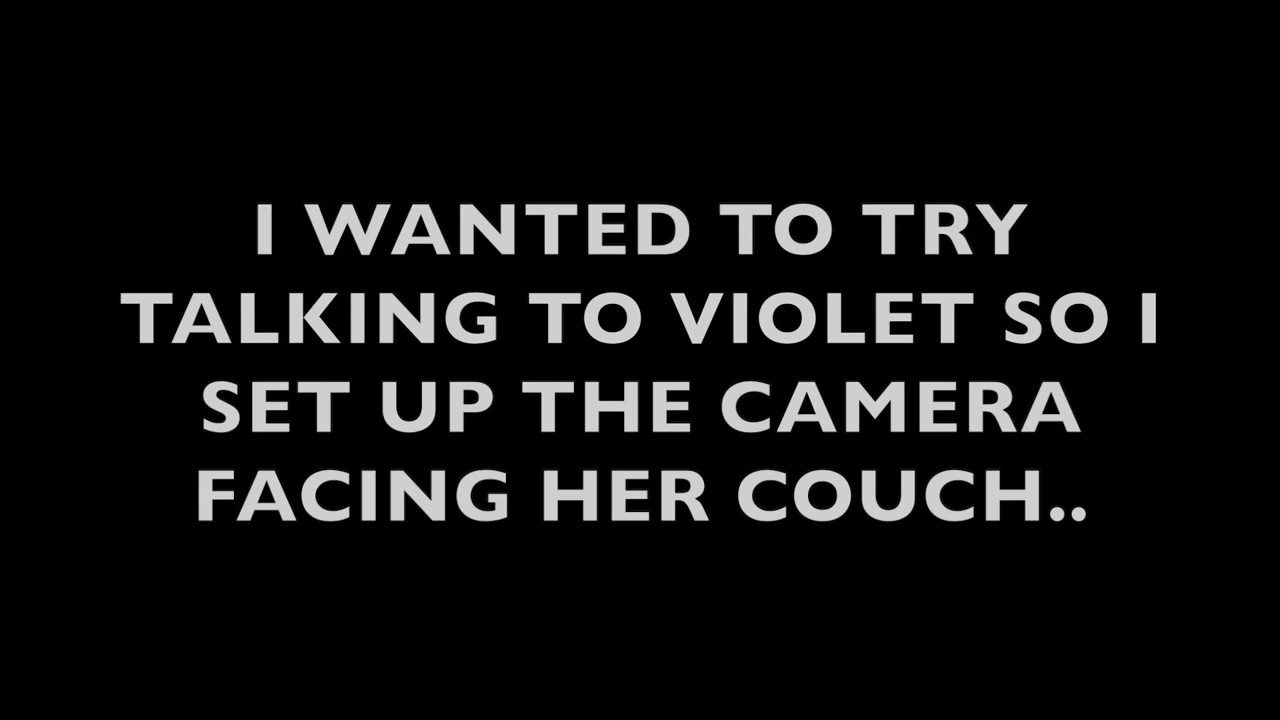 I WANTED TO TRY
TALKING TO VIOLET SO I
SET UP THE CAMERA
FACING HER COUCH..